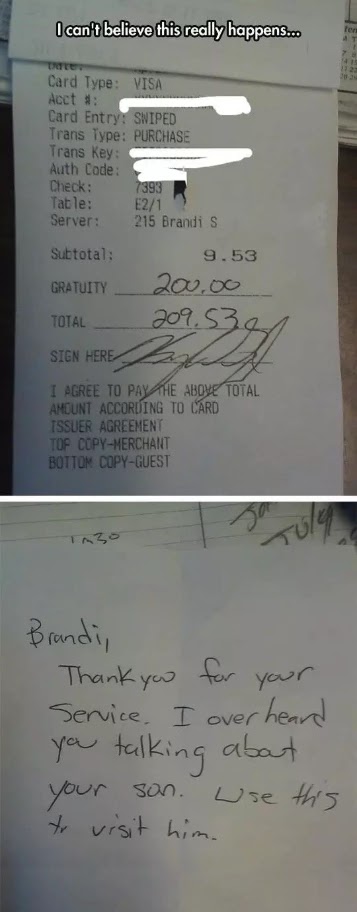 I can't believe this really happens...
Date:
Card Type: VISA
Acct #:
Card Entry: SWIPED
Trans Type: PURCHASE
Trans Key:
Auth Code:
Check: 7393
Table: E2/1
Server: 215 Brandi S
Subtotal: 9.53
GRATUITY 200.00
TOTAL 209.53
SIGN HERE
I AGREE TO PAY THE ABOVE TOTAL
AMOUNT ACCORDING TO CARD
ISSUER AGREEMENT
TOP COPY-MERCHANT
BOTTOM COPY-GUEST
July
Brandi,
Thank you for your
Service. I overheard
you talking about
your son. Use this
to visit him.